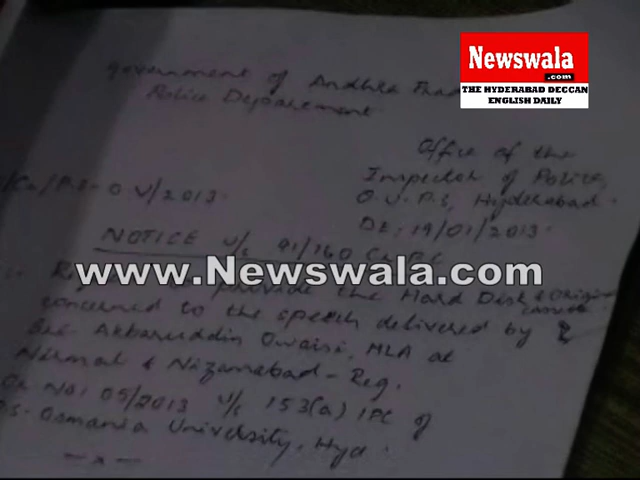 Newswala
.com
THE HYDERABAD DECCAN
ENGLISH DAILY
Government of Andhra
Police Department
Office of the
Inspector of Police,
O.U.P.S, Hyderabad.
Dt: 19/01/2013.
/P.S-O.U/2013.
NOTICE U/s 91/160 Cr.P.C
www.Newswala.com
provide the Hard Disk & Original
concerned to the speech delivered by
Akbaruddin Owaisi, MLA at
Nirmal & Nizamabad - Reg.
Cr No: 05/2013 U/s 153(a) IPC of
P.S. Osmania University, Hyd.
— x —